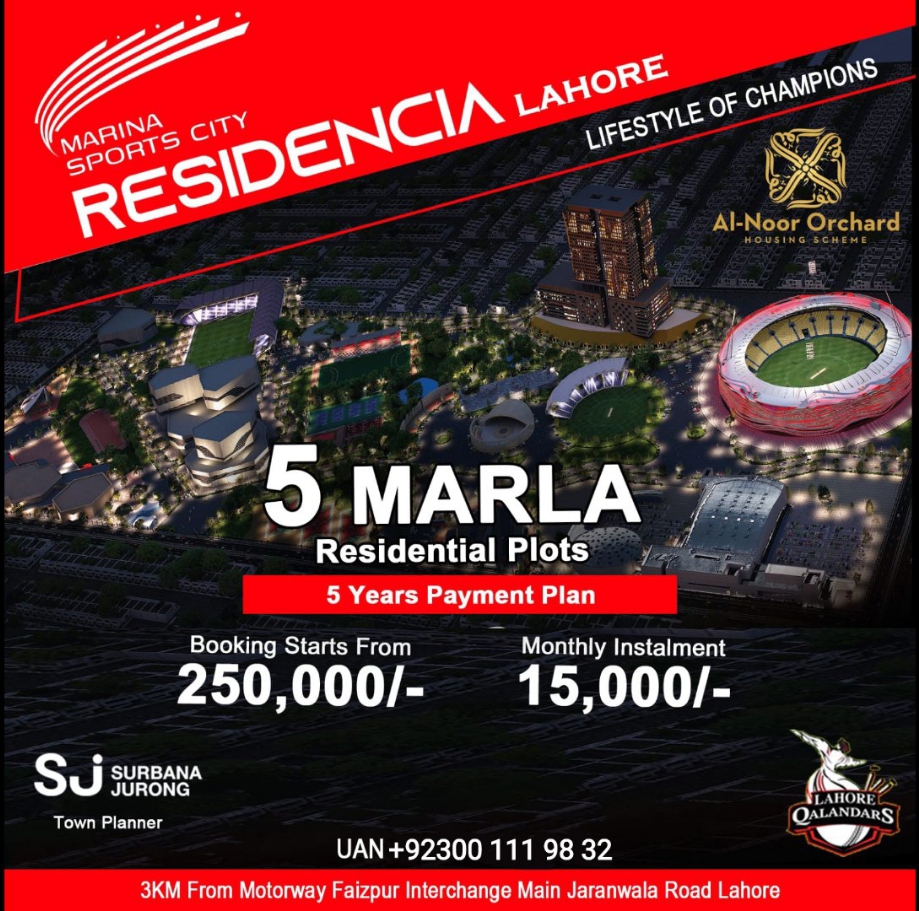 MARINA
SPORTS CITY
RESIDENCIA LAHORE
LIFESTYLE OF CHAMPIONS
Al-Noor Orchard
HOUSING SCHEME
5 MARLA
Residential Plots
5 Years Payment Plan
Booking Starts From
250,000/-
Monthly Instalment
15,000/-
SJ SURBANA
JURONG
Town Planner
LAHORE
QALANDARS
UAN +92300 111 98 32
3KM From Motorway Faizpur Interchange Main Jaranwala Road Lahore